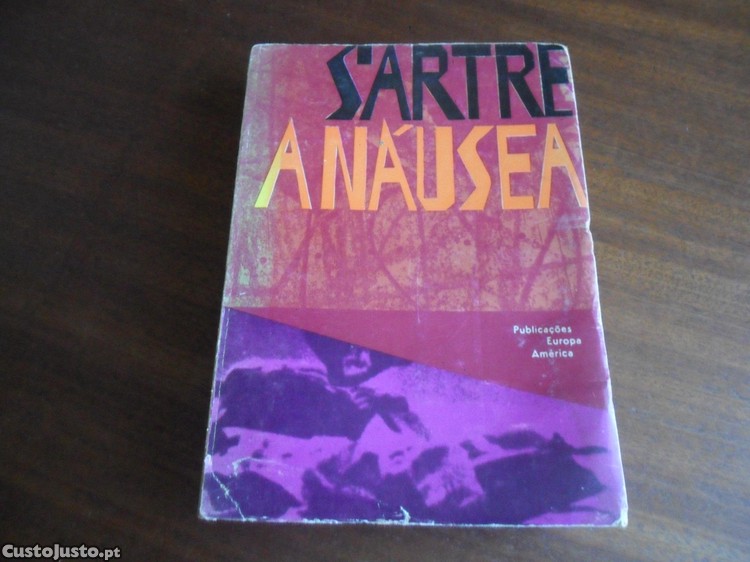 SARTRE
A NÁUSEA
Publicações
Europa
América
CustoJusto.pt